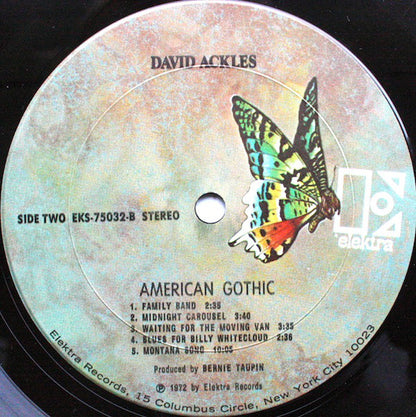 DAVID ACKLES
SIDE TWO EKS-75032-B STEREO
elektra
AMERICAN GOTHIC
1. FAMILY BAND 2:35
2. MIDNIGHT CAROUSEL 3:40
3. WAITING FOR THE MOVING VAN 3:35
4. BLUES FOR BILLY WHITECLOUD 2:36
5. MONTANA SONG 10:05
Produced by BERNIE TAUPIN
℗ 1972 by Elektra Records
Elektra Records, 15 Columbus Circle, New York City 10023